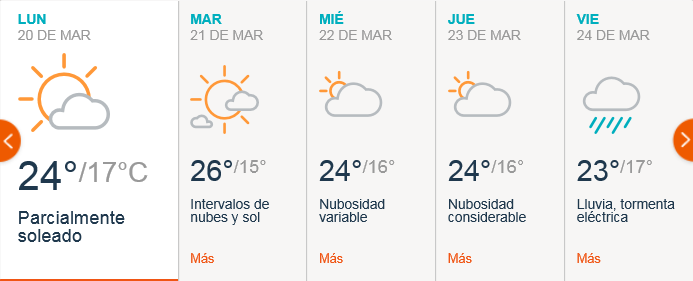 LUN
20 DE MAR
24°/17°C
Parcialmente
soleado
MAR
21 DE MAR
26°/15°
Intervalos de
nubes y sol
Más
MIÉ
22 DE MAR
24°/16°
Nubosidad
variable
Más
JUE
23 DE MAR
24°/16°
Nubosidad
considerable
Más
VIE
24 DE MAR
23°/17°
Lluvia, tormenta
eléctrica
Más